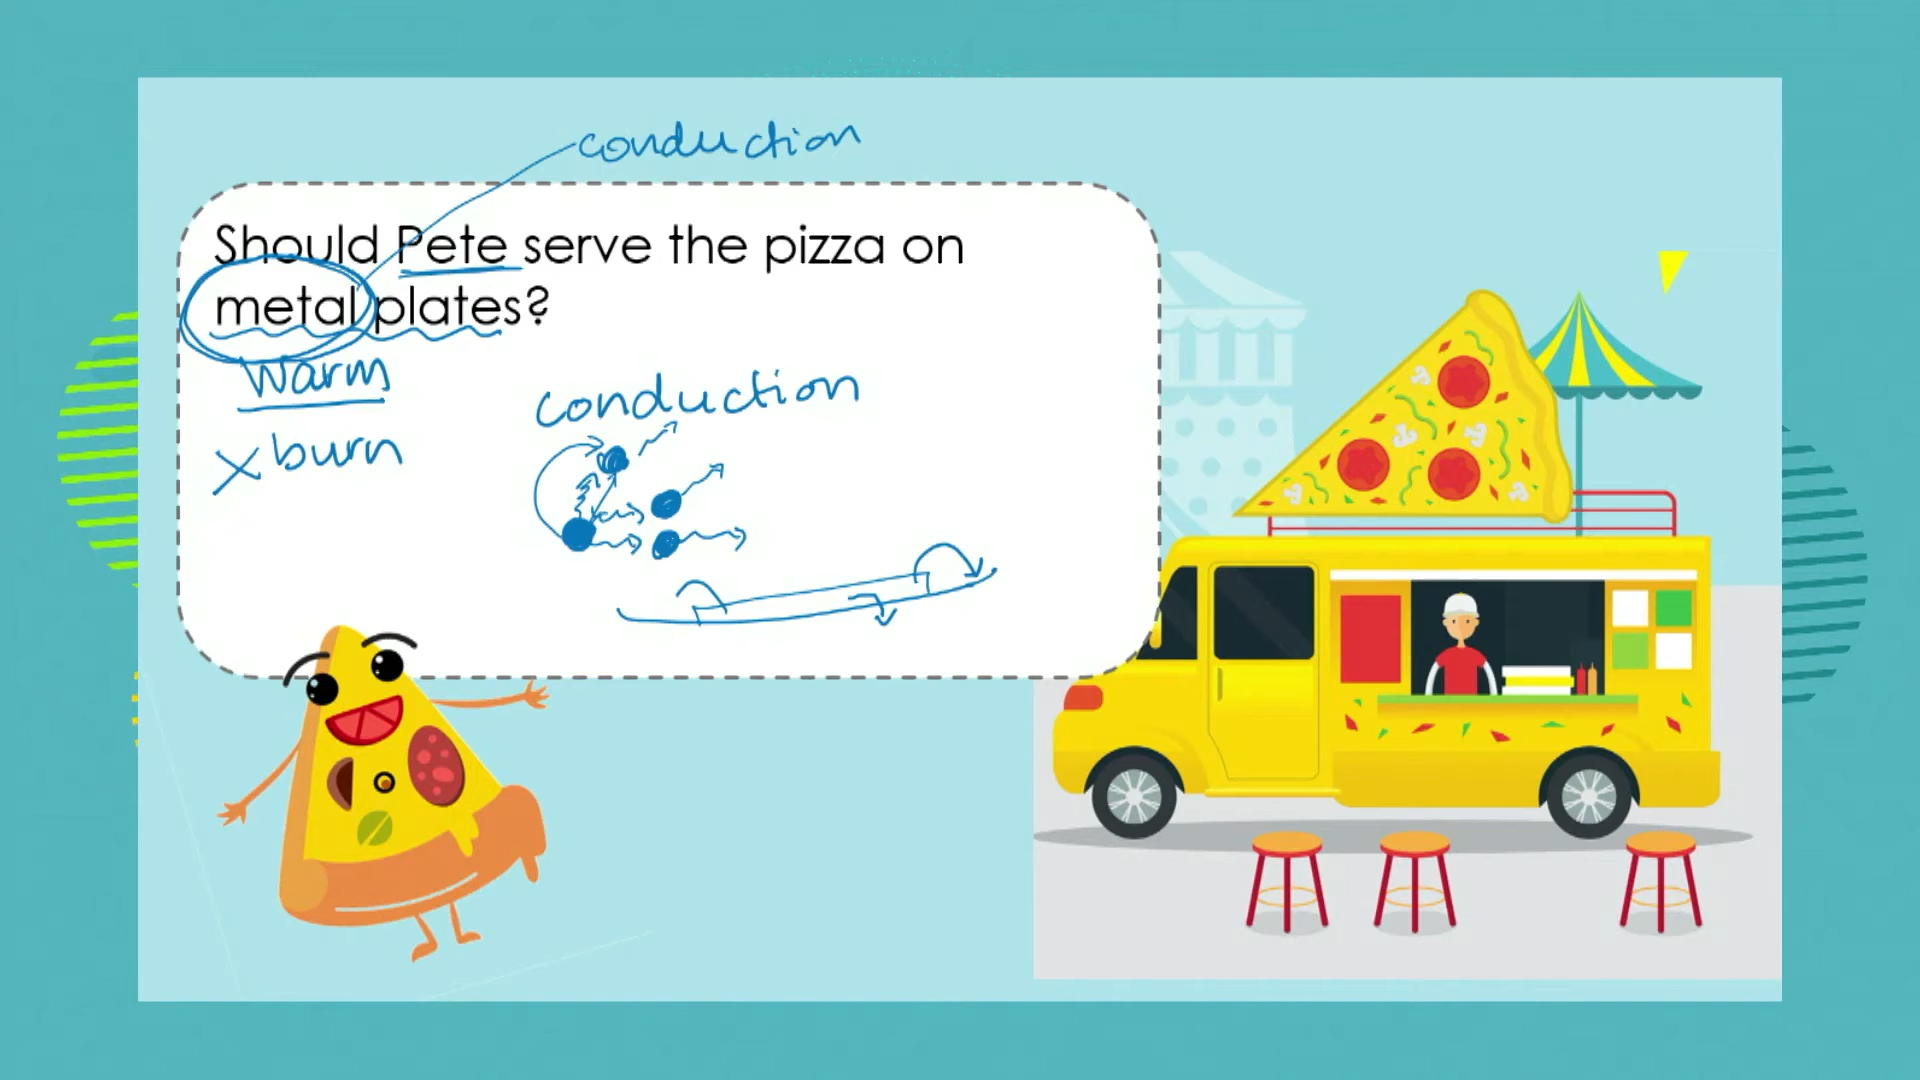 conduction
Should Pete serve the pizza on
metal plates?
warm
conduction
X burn